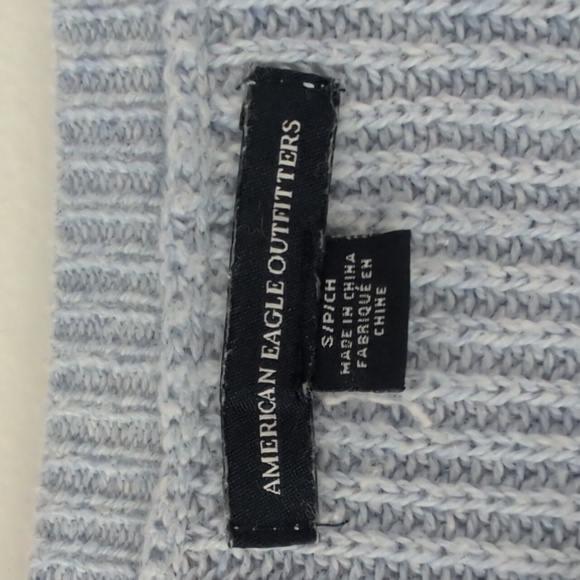 AMERICAN EAGLE OUTFITTERS
S/P/CH
MADE IN CHINA
FABRIQUÉ EN
CHINE